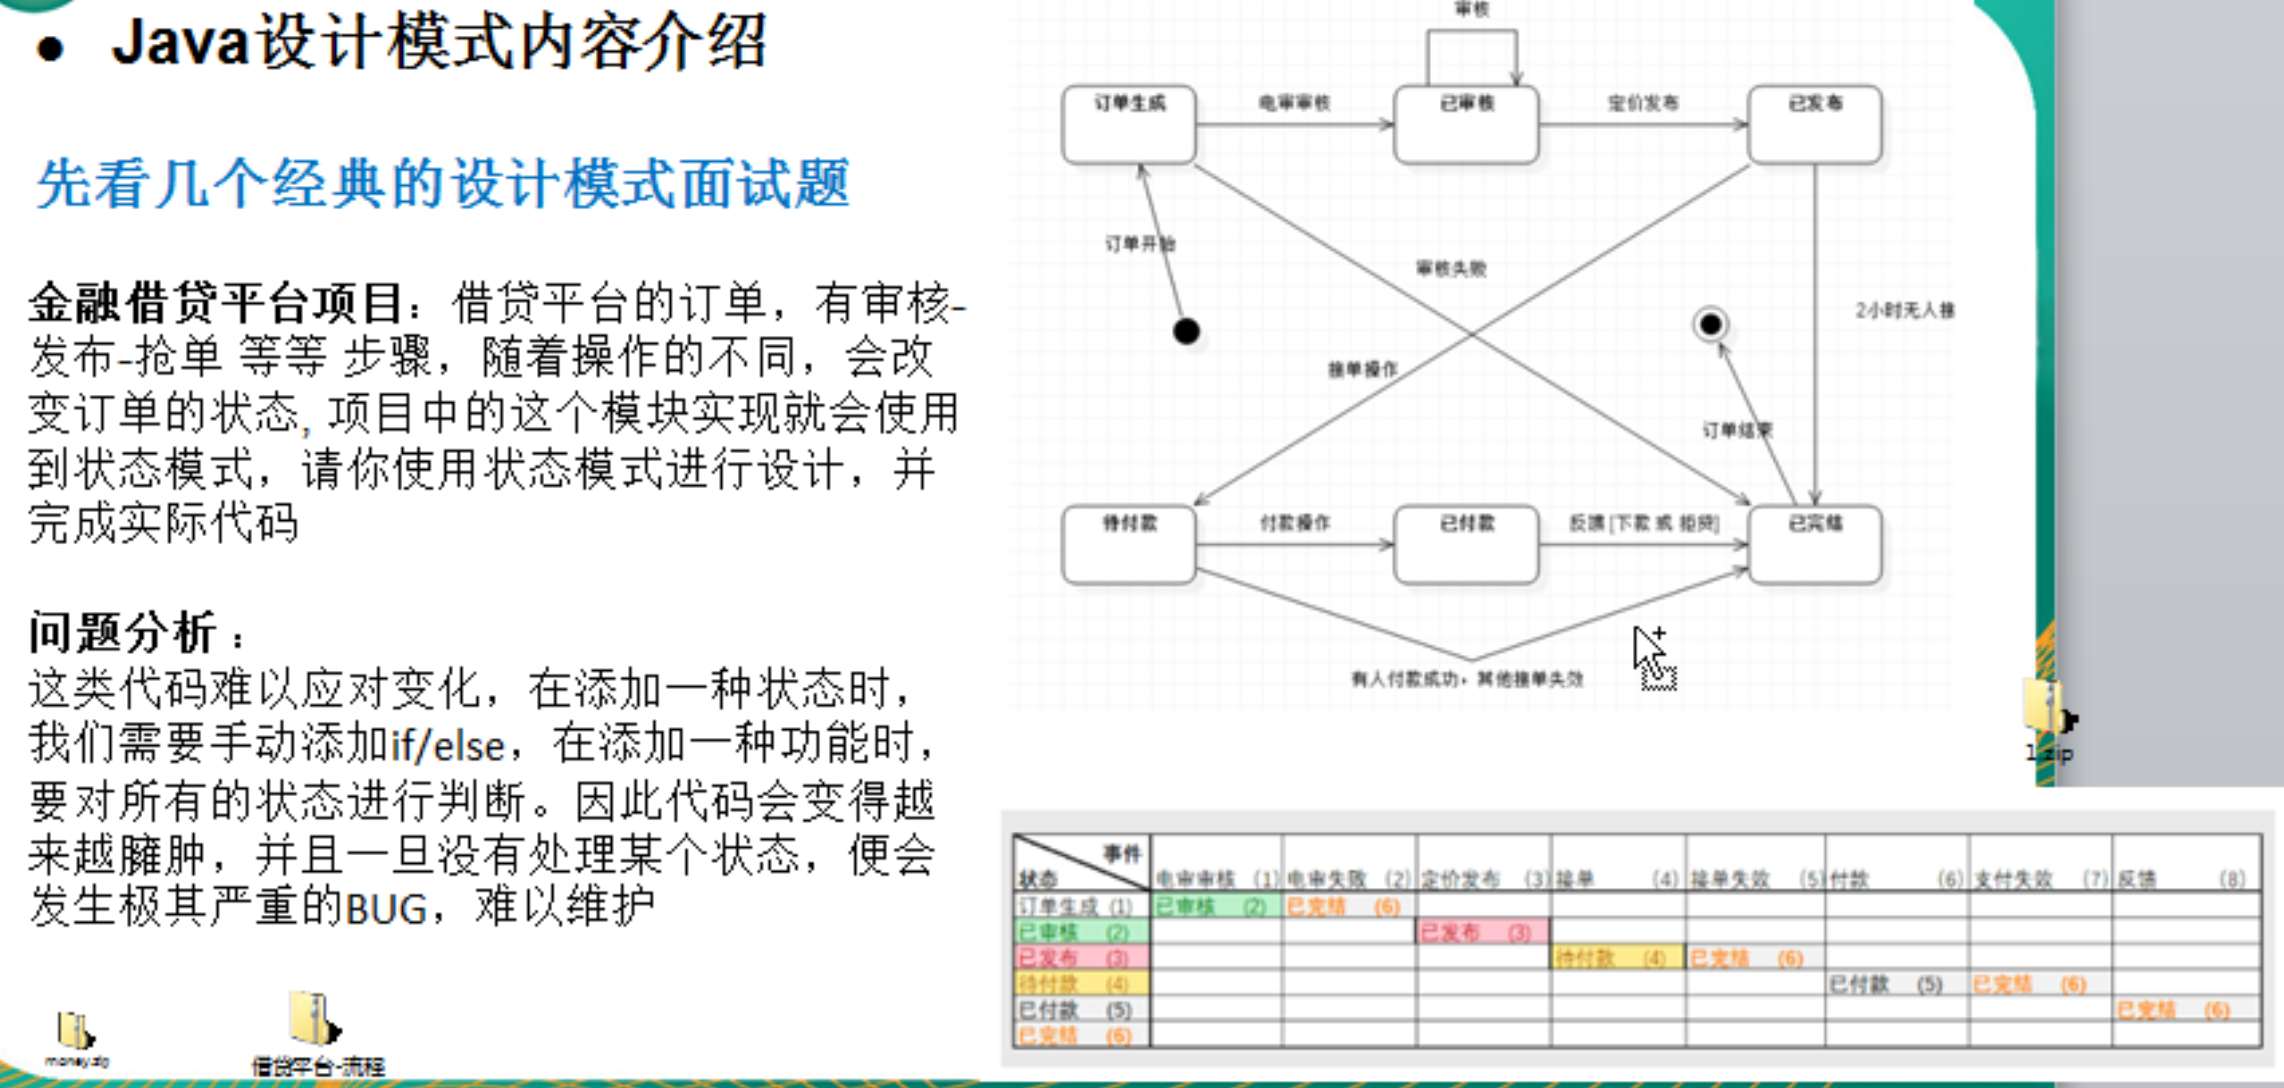 ● Java设计模式内容介绍
先看几个经典的设计模式面试题
金融借贷平台项目：借贷平台的订单，有审核-
发布-抢单 等等 步骤，随着操作的不同，会改
变订单的状态, 项目中的这个模块实现就会使用
到状态模式，请你使用状态模式进行设计，并
完成实际代码
问题分析：
这类代码难以应对变化，在添加一种状态时，
我们需要手动添加if/else，在添加一种功能时，
要对所有的状态进行判断。因此代码会变得越
来越臃肿，并且一旦没有处理某个状态，便会
发生极其严重的BUG，难以维护
money.zip
借贷平台-流程
审核
订单生成
电审审核
已审核
定价发布
已发布
订单开始
审核失败
2小时无人接
接单操作
订单结束
待付款
付款操作
已付款
反馈 [下款 或 拒贷]
已完结
有人付款成功，其他接单失效
1.zip
事件
状态 电审审核 (1) 电审失败 (2) 定价发布 (3) 接单 (4) 接单失效 (5) 付款 (6) 支付失效 (7) 反馈 (8)
订单生成 (1) 已审核 (2) 已完结 (6)
已审核 (2) 已发布 (3)
已发布 (3) 待付款 (4) 已完结 (6)
待付款 (4) 已付款 (5) 已完结 (6)
已付款 (5) 已完结 (6)
已完结 (6)